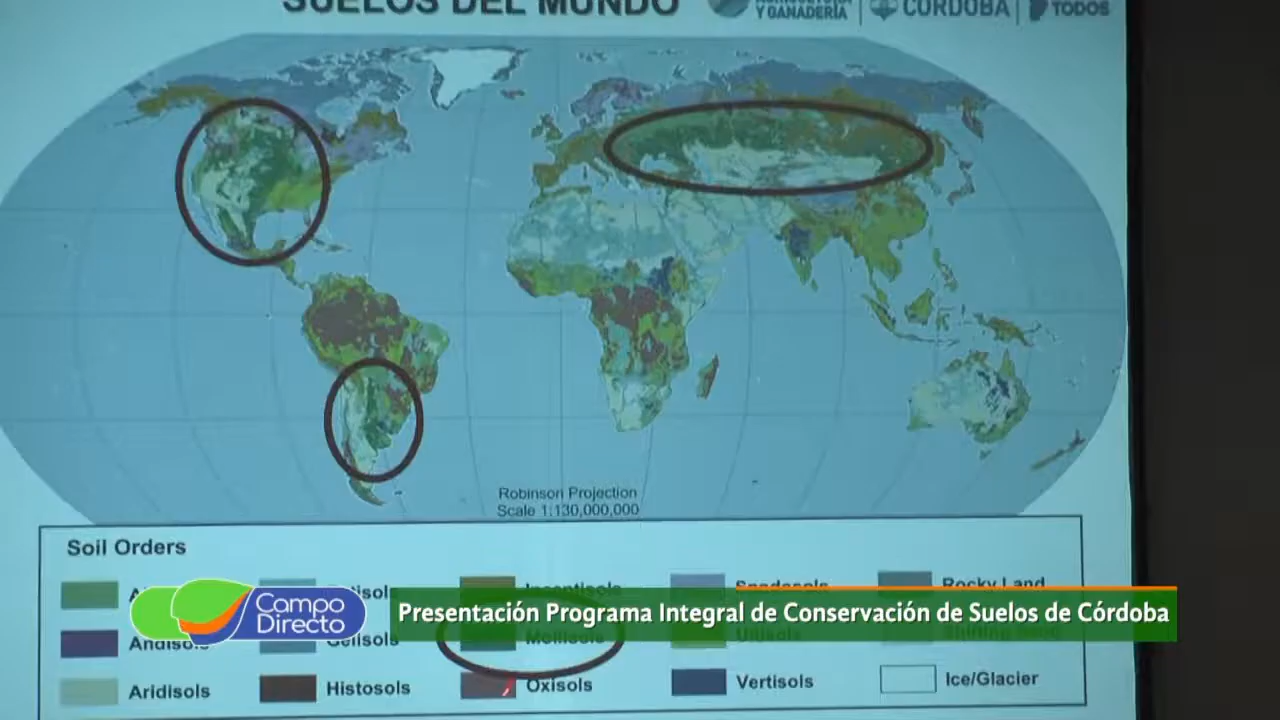 SUELOS DEL MUNDO
Y GANADERÍA
CÓRDOBA
TODOS
Robinson Projection
Scale 1:130,000,000
Soil Orders
Inceptisols
Spodosols
Rocky Land
Andisols
Gelisols
Mollisols
Aridisols
Histosols
Oxisols
Vertisols
Ice/Glacier
Campo
Directo
Presentación Programa Integral de Conservación de Suelos de Córdoba